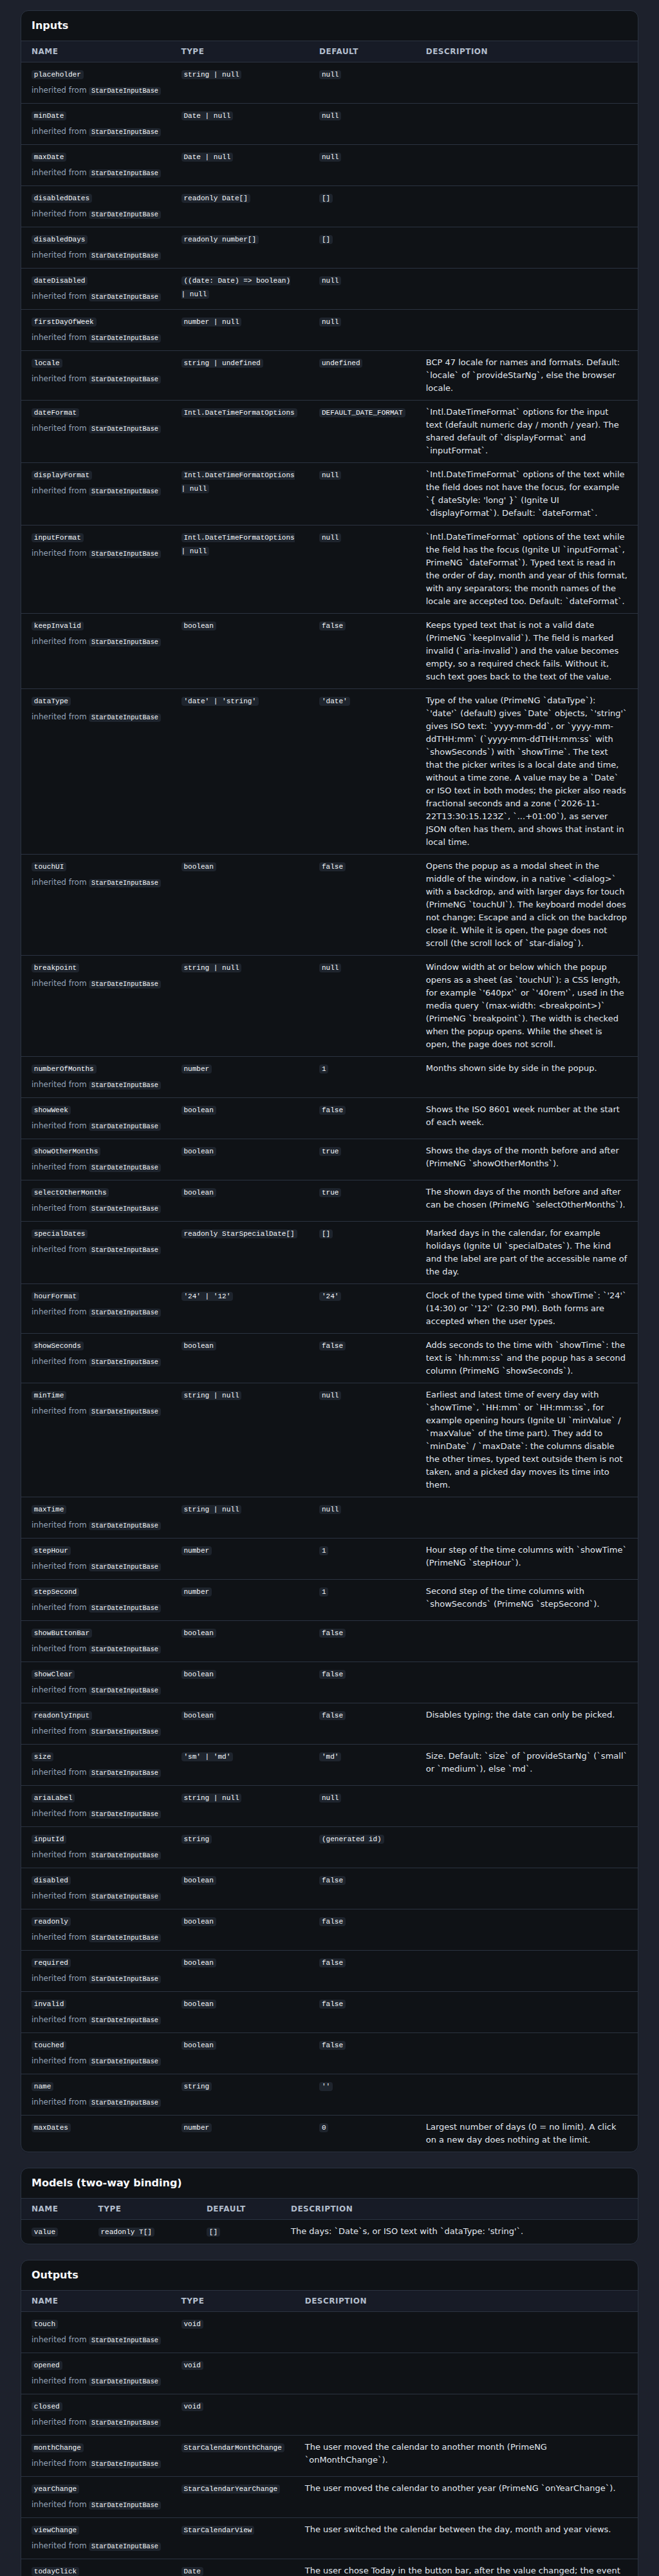 Inputs
NAME TYPE DEFAULT DESCRIPTION
placeholder string | null null
inherited from StarDateInputBase
minDate Date | null null
inherited from StarDateInputBase
maxDate Date | null null
inherited from StarDateInputBase
disabledDates readonly Date[] []
inherited from StarDateInputBase
disabledDays readonly number[] []
inherited from StarDateInputBase
dateDisabled ((date: Date) => boolean) null
inherited from StarDateInputBase | null
firstDayOfWeek number | null null
inherited from StarDateInputBase
locale string | undefined undefined BCP 47 locale for names and formats. Default:
inherited from StarDateInputBase `locale` of `provideStarNg`, else the browser
locale.
dateFormat Intl.DateTimeFormatOptions DEFAULT_DATE_FORMAT `Intl.DateTimeFormat` options for the input
inherited from StarDateInputBase text (default numeric day / month / year). The
shared default of `displayFormat` and
`inputFormat`.
displayFormat Intl.DateTimeFormatOptions null `Intl.DateTimeFormat` options of the text while
inherited from StarDateInputBase | null the field does not have the focus, for example
`{ dateStyle: 'long' }` (Ignite UI
`displayFormat`). Default: `dateFormat`.
inputFormat Intl.DateTimeFormatOptions null `Intl.DateTimeFormat` options of the text while
inherited from StarDateInputBase | null the field has the focus (Ignite UI `inputFormat`,
PrimeNG `dateFormat`). Typed text is read in
the order of day, month and year of this format,
with any separators; the month names of the
locale are accepted too. Default: `dateFormat`.
keepInvalid boolean false Keeps typed text that is not a valid date
inherited from StarDateInputBase (PrimeNG `keepInvalid`). The field is marked
invalid (`aria-invalid`) and the value becomes
empty, so a required check fails. Without it,
such text goes back to the text of the value.
dataType 'date' | 'string' 'date' Type of the value (PrimeNG `dataType`):
inherited from StarDateInputBase `'date'` (default) gives `Date` objects, `'string'`
gives ISO text: `yyyy-mm-dd`, or `yyyy-mm-
ddTHH:mm` (`yyyy-mm-ddTHH:mm:ss` with
`showSeconds`) with `showTime`. The text
that the picker writes is a local date and time,
without a time zone. A value may be a `Date`
or ISO text in both modes; the picker also reads
fractional seconds and a zone (`2026-11-
22T13:30:15.123Z`, `...+01:00`), as server
JSON often has them, and shows that instant in
local time.
touchUI boolean false Opens the popup as a modal sheet in the
inherited from StarDateInputBase middle of the window, in a native `<dialog>`
with a backdrop, and with larger days for touch
(PrimeNG `touchUI`). The keyboard model does
not change; Escape and a click on the backdrop
close it. While it is open, the page does not
scroll (the scroll lock of `star-dialog`).
breakpoint string | null null Window width at or below which the popup
inherited from StarDateInputBase opens as a sheet (as `touchUI`): a CSS length,
for example `'640px'` or `'40rem'`, used in the
media query `(max-width: <breakpoint>)`
(PrimeNG `breakpoint`). The width is checked
when the popup opens. While the sheet is
open, the page does not scroll.
numberOfMonths number 1 Months shown side by side in the popup.
inherited from StarDateInputBase
showWeek boolean false Shows the ISO 8601 week number at the start
inherited from StarDateInputBase of each week.
showOtherMonths boolean true Shows the days of the month before and after
inherited from StarDateInputBase (PrimeNG `showOtherMonths`).
selectOtherMonths boolean true The shown days of the month before and after
inherited from StarDateInputBase can be chosen (PrimeNG `selectOtherMonths`).
specialDates readonly StarSpecialDate[] [] Marked days in the calendar, for example
inherited from StarDateInputBase holidays (Ignite UI `specialDates`). The kind
and the label are part of the accessible name of
the day.
hourFormat '24' | '12' '24' Clock of the typed time with `showTime`: `'24'`
inherited from StarDateInputBase (14:30) or `'12'` (2:30 PM). Both forms are
accepted when the user types.
showSeconds boolean false Adds seconds to the time with `showTime`: the
inherited from StarDateInputBase text is `hh:mm:ss` and the popup has a second
column (PrimeNG `showSeconds`).
minTime string | null null Earliest and latest time of every day with
inherited from StarDateInputBase `showTime`, `HH:mm` or `HH:mm:ss`, for
example opening hours (Ignite UI `minValue` /
`maxValue` of the time part). They add to
`minDate` / `maxDate`: the columns disable
the other times, typed text outside them is not
taken, and a picked day moves its time into
them.
maxTime string | null null
inherited from StarDateInputBase
stepHour number 1 Hour step of the time columns with `showTime`
inherited from StarDateInputBase (PrimeNG `stepHour`).
stepSecond number 1 Second step of the time columns with
inherited from StarDateInputBase `showSeconds` (PrimeNG `stepSecond`).
showButtonBar boolean false
inherited from StarDateInputBase
showClear boolean false
inherited from StarDateInputBase
readonlyInput boolean false Disables typing; the date can only be picked.
inherited from StarDateInputBase
size 'sm' | 'md' 'md' Size. Default: `size` of `provideStarNg` (`small`
inherited from StarDateInputBase or `medium`), else `md`.
ariaLabel string | null null
inherited from StarDateInputBase
inputId string (generated id)
inherited from StarDateInputBase
disabled boolean false
inherited from StarDateInputBase
readonly boolean false
inherited from StarDateInputBase
required boolean false
inherited from StarDateInputBase
invalid boolean false
inherited from StarDateInputBase
touched boolean false
inherited from StarDateInputBase
name string ''
inherited from StarDateInputBase
maxDates number 0 Largest number of days (0 = no limit). A click
on a new day does nothing at the limit.
Models (two-way binding)
NAME TYPE DEFAULT DESCRIPTION
value readonly T[] [] The days: `Date`s, or ISO text with `dataType: 'string'`.
Outputs
NAME TYPE DESCRIPTION
touch void
inherited from StarDateInputBase
opened void
inherited from StarDateInputBase
closed void
inherited from StarDateInputBase
monthChange StarCalendarMonthChange The user moved the calendar to another month (PrimeNG
inherited from StarDateInputBase `onMonthChange`).
yearChange StarCalendarYearChange The user moved the calendar to another year (PrimeNG `onYearChange`).
inherited from StarDateInputBase
viewChange StarCalendarView The user switched the calendar between the day, month and year views.
inherited from StarDateInputBase
todayClick Date The user chose Today in the button bar, after the value changed; the event